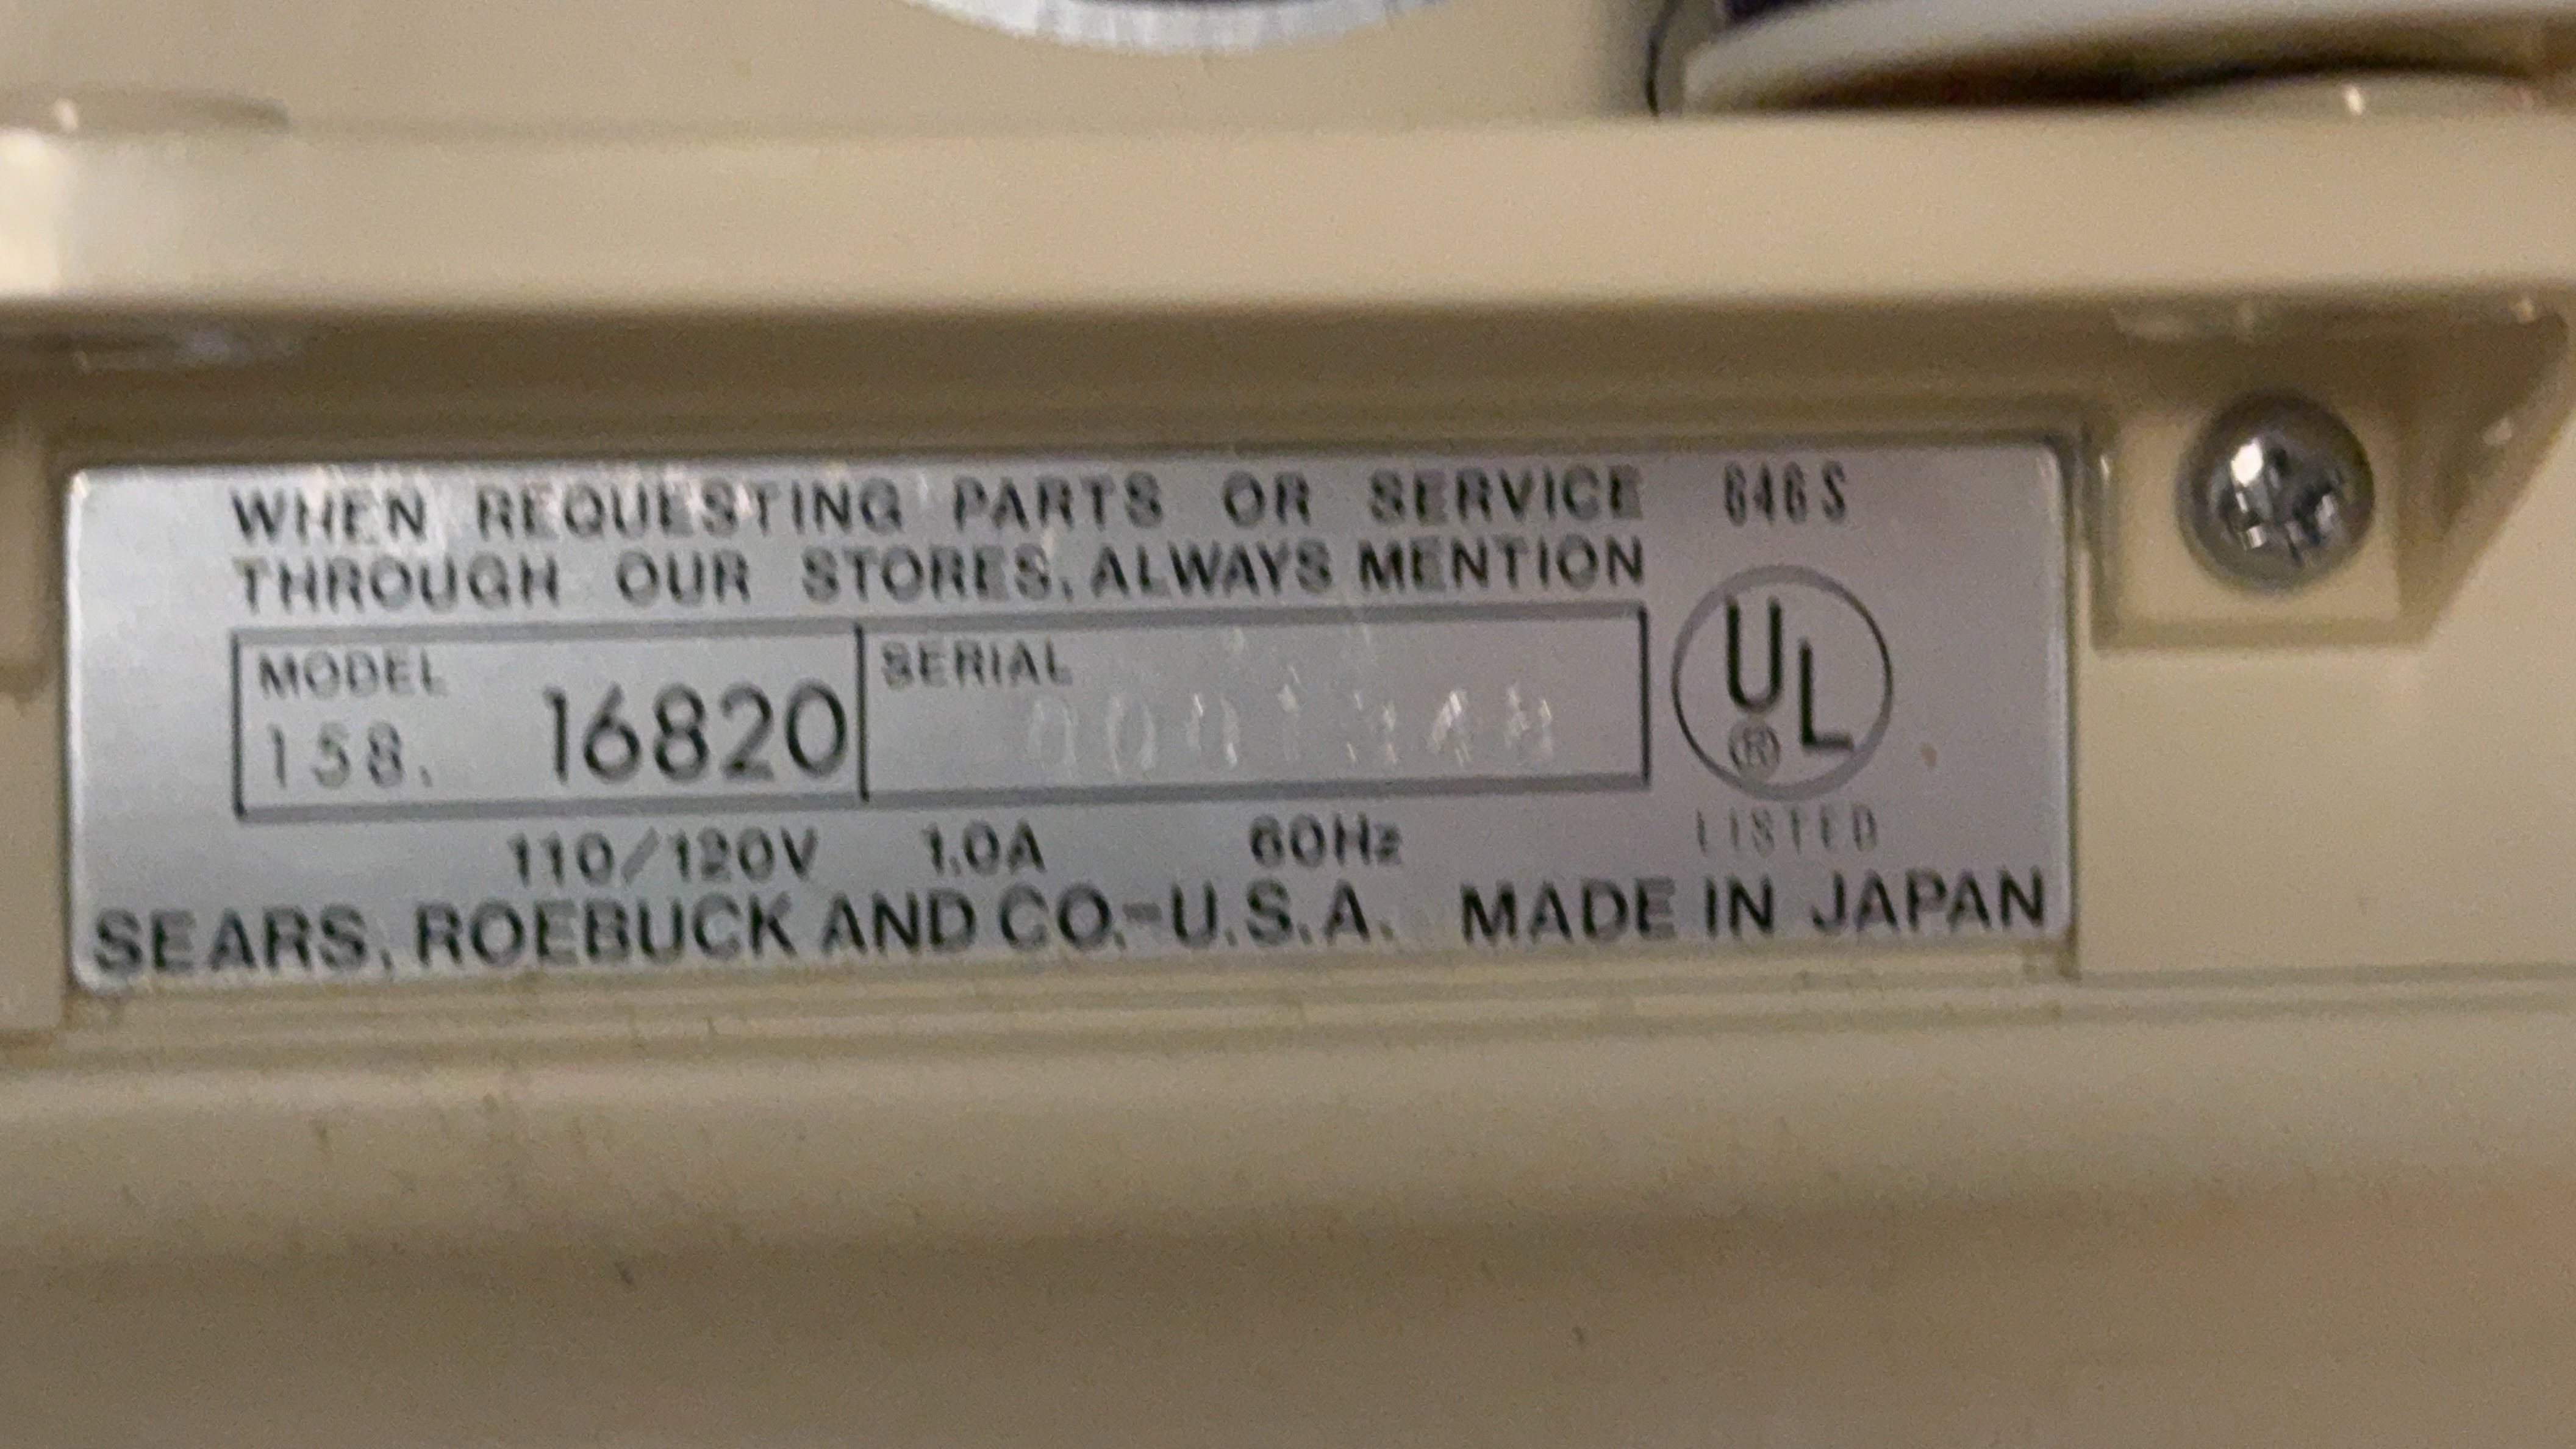 WHEN REQUESTING PARTS OR SERVICE 646S
THROUGH OUR STORES, ALWAYS MENTION
MODEL
158. 16820
SERIAL
UL
®
LISTED
110/120V 1.0A 60Hz
SEARS, ROEBUCK AND CO.-U.S.A. MADE IN JAPAN